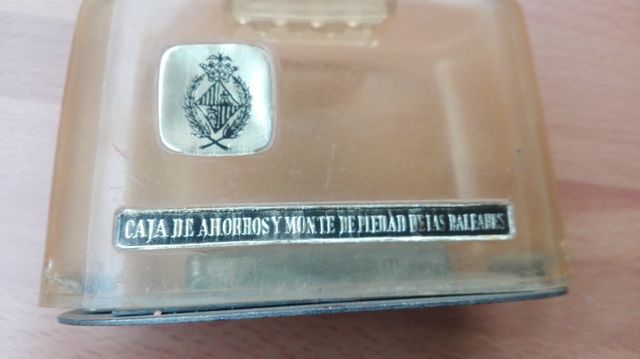 CAJA DE AHORROS Y MONTE DE PIEDAD DE LAS BALEARES